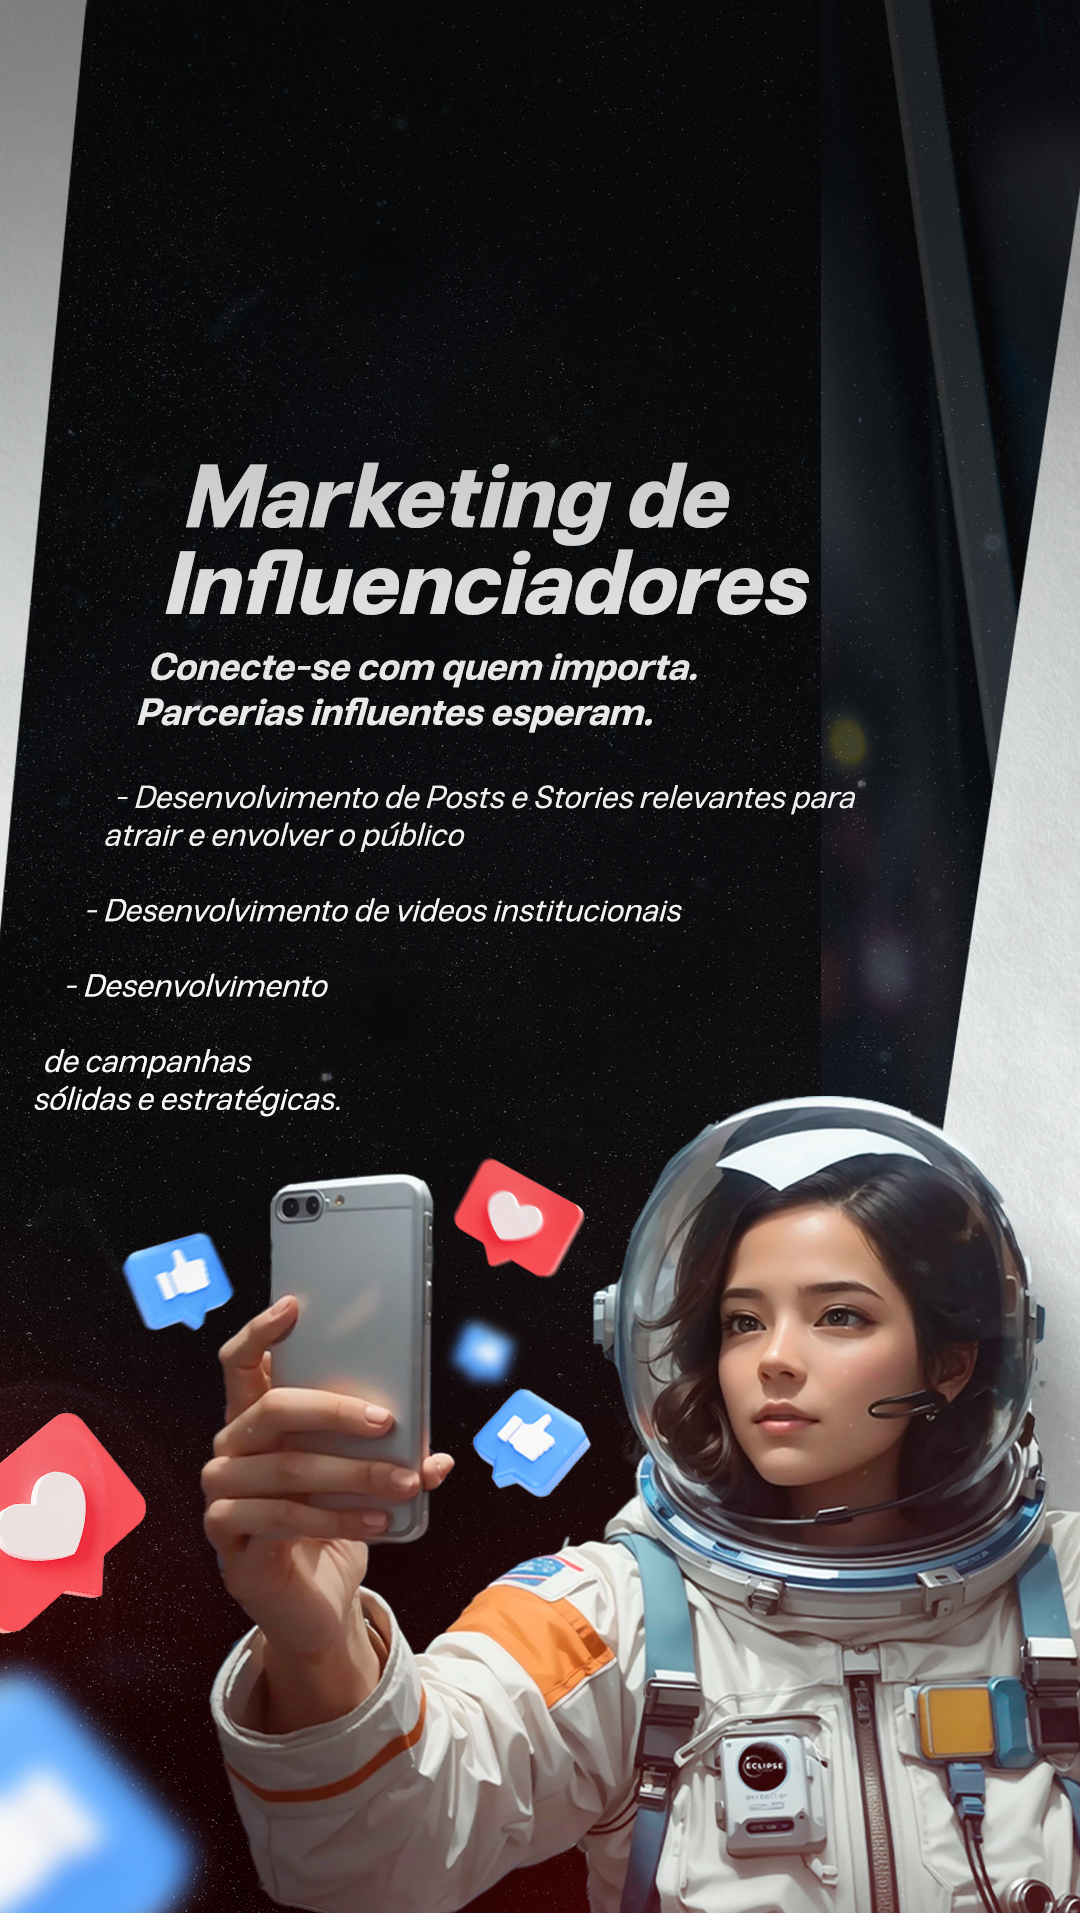 Marketing de
Influenciadores
Conecte-se com quem importa.
Parcerias influentes esperam.
- Desenvolvimento de Posts e Stories relevantes para
atrair e envolver o público
- Desenvolvimento de videos institucionais
- Desenvolvimento
de campanhas
sólidas e estratégicas.
ECLIPSE